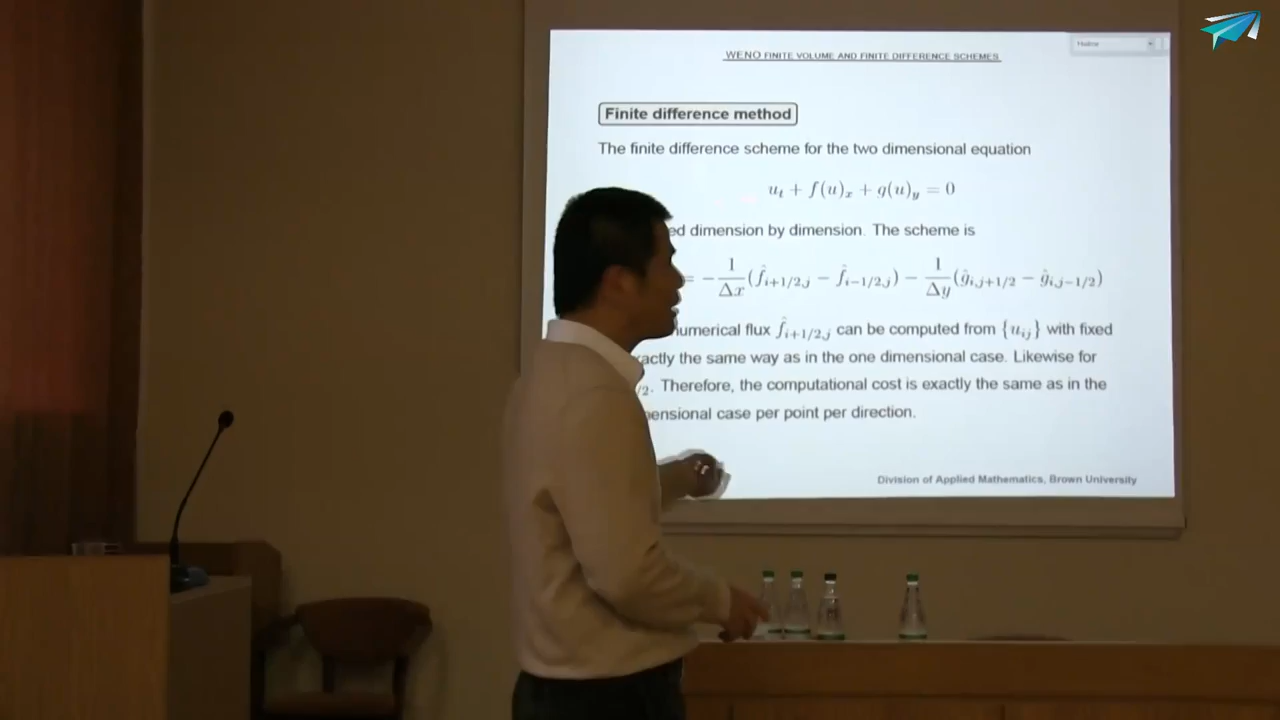 WENO FINITE VOLUME AND FINITE DIFFERENCE SCHEMES
Finite difference method
The finite difference scheme for the two dimensional equation
u_t + f(u)_x + g(u)_y = 0
ed dimension by dimension. The scheme is
= −1/Δx (f̂_{i+1/2,j} − f̂_{i−1/2,j}) − 1/Δy (ĝ_{i,j+1/2} − ĝ_{i,j−1/2})
umerical flux f̂_{i+1/2,j} can be computed from {u_{ij}} with fixed
actly the same way as in the one dimensional case. Likewise for
/2. Therefore, the computational cost is exactly the same as in the
ensional case per point per direction.
Division of Applied Mathematics, Brown University